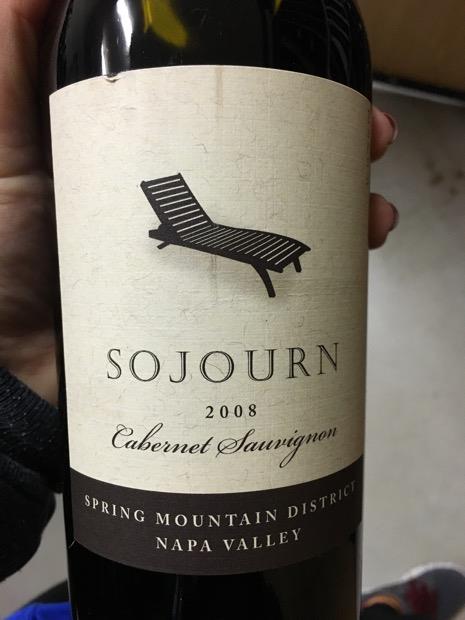 SOJOURN
2008
Cabernet Sauvignon
SPRING MOUNTAIN DISTRICT
NAPA VALLEY